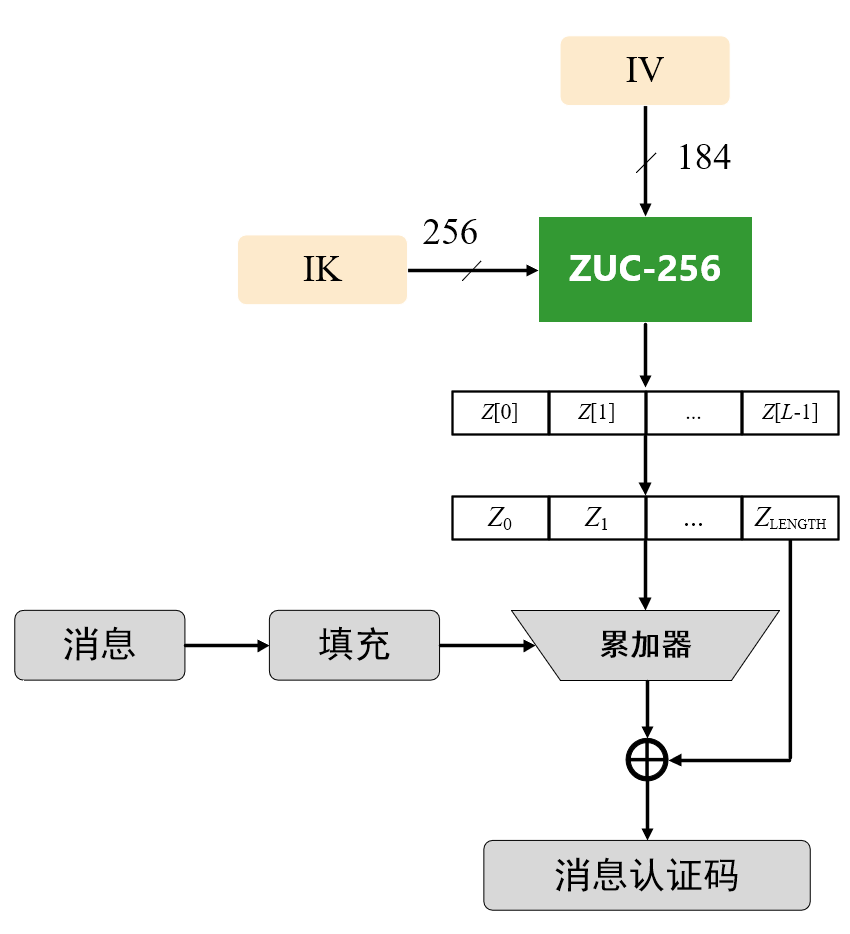 IV
184
256
IK
ZUC-256
Z[0] Z[1] ... Z[L-1]
Z0 Z1 ... ZLENGTH
消息 填充 累加器
消息认证码